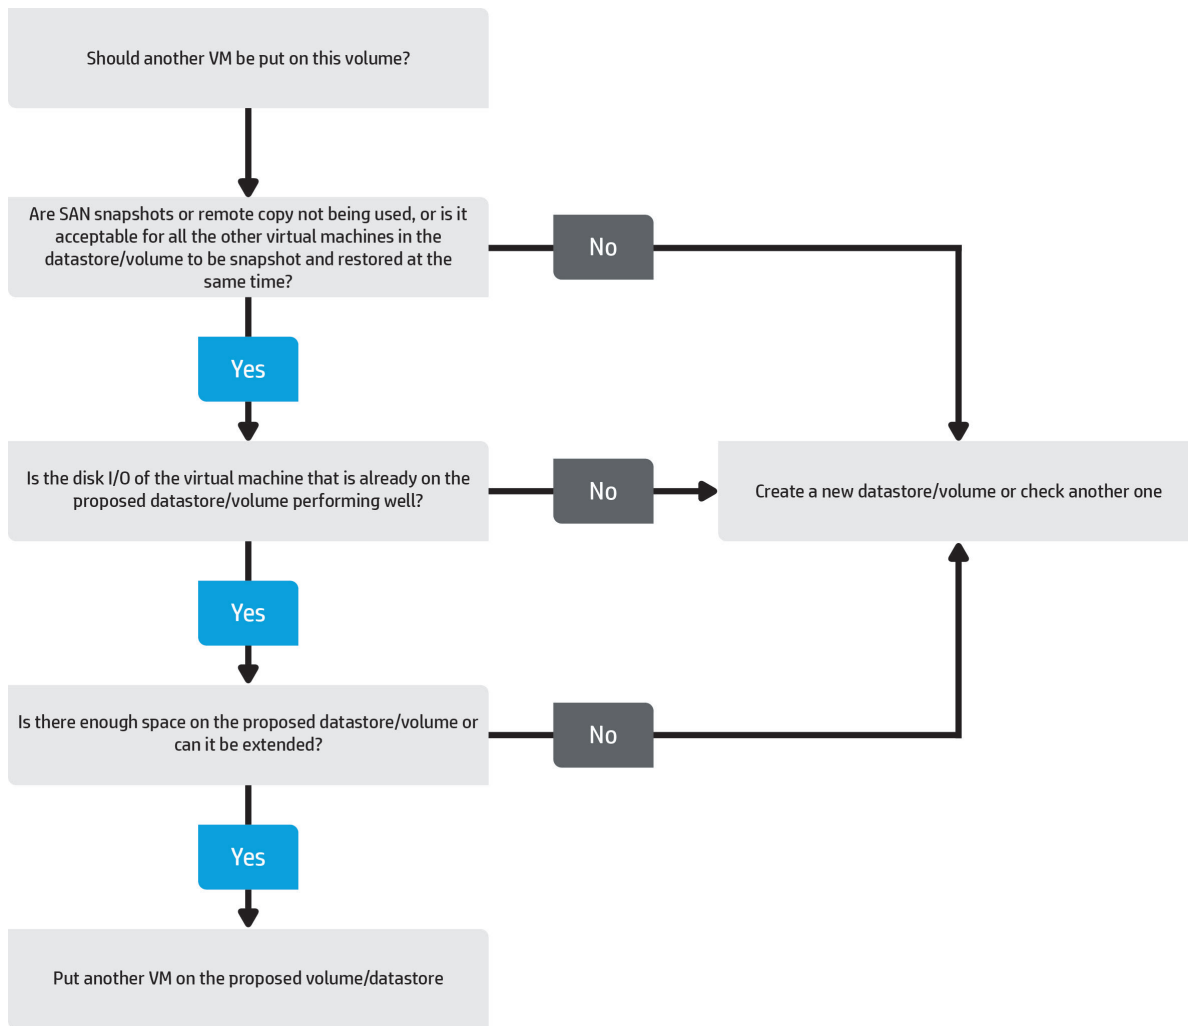 Should another VM be put on this volume?
Are SAN snapshots or remote copy not being used, or is it
acceptable for all the other virtual machines in the
datastore/volume to be snapshot and restored at the
same time?
No
Yes
Is the disk I/O of the virtual machine that is already on the
proposed datastore/volume performing well?
No
Create a new datastore/volume or check another one
Yes
Is there enough space on the proposed datastore/volume or
can it be extended?
No
Yes
Put another VM on the proposed volume/datastore